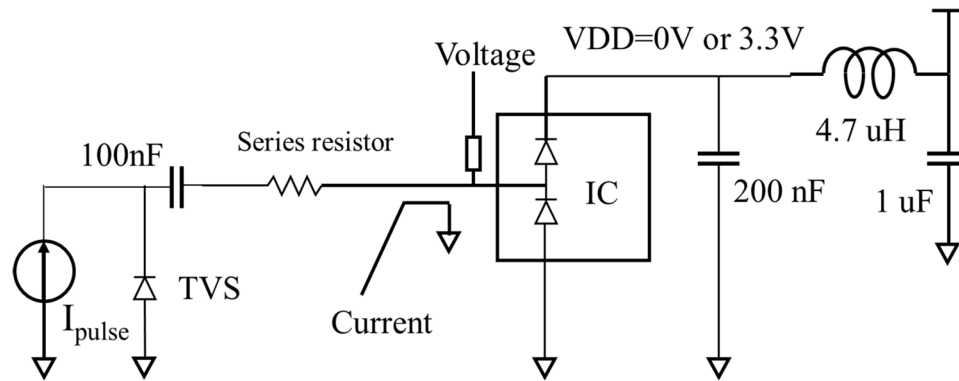 VDD=0V or 3.3V
Voltage
4.7 uH
Series resistor
100nF
IC
200 nF
1 uF
TVS
Ipulse
Current